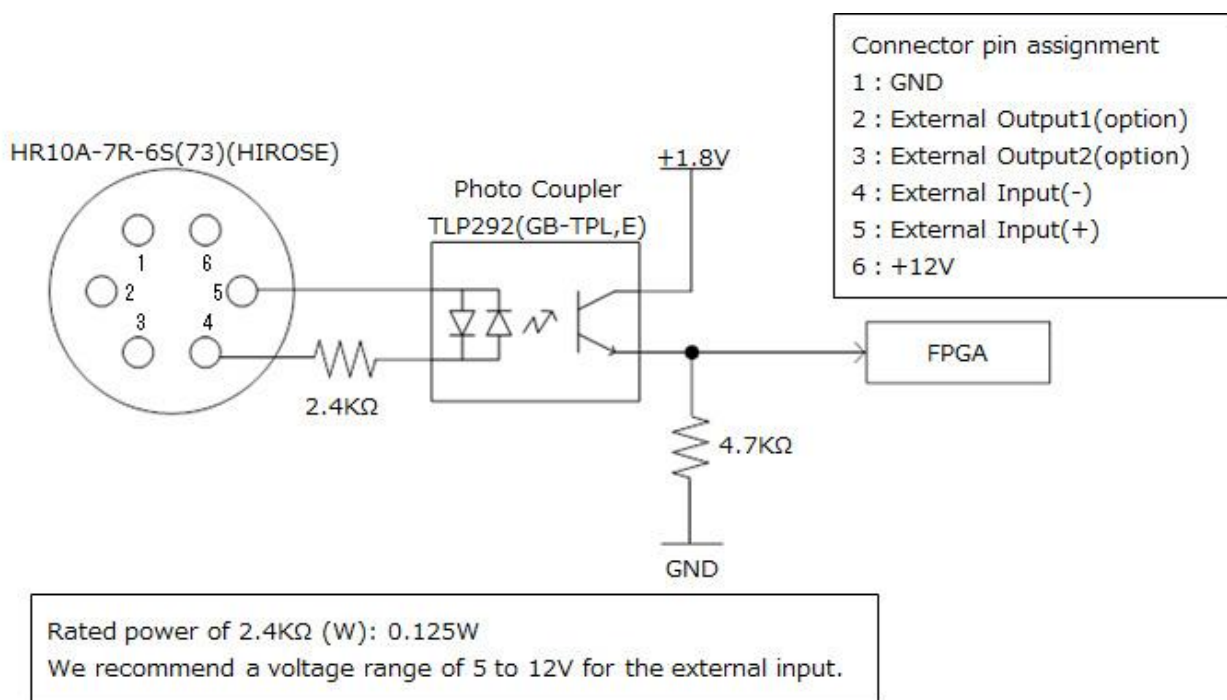 Connector pin assignment
1 : GND
2 : External Output1(option)
3 : External Output2(option)
4 : External Input(-)
5 : External Input(+)
6 : +12V
HR10A-7R-6S(73)(HIROSE)
+1.8V
Photo Coupler
TLP292(GB-TPL,E)
1
6
2
5
3
4
FPGA
2.4KΩ
4.7KΩ
GND
Rated power of 2.4KΩ (W): 0.125W
We recommend a voltage range of 5 to 12V for the external input.